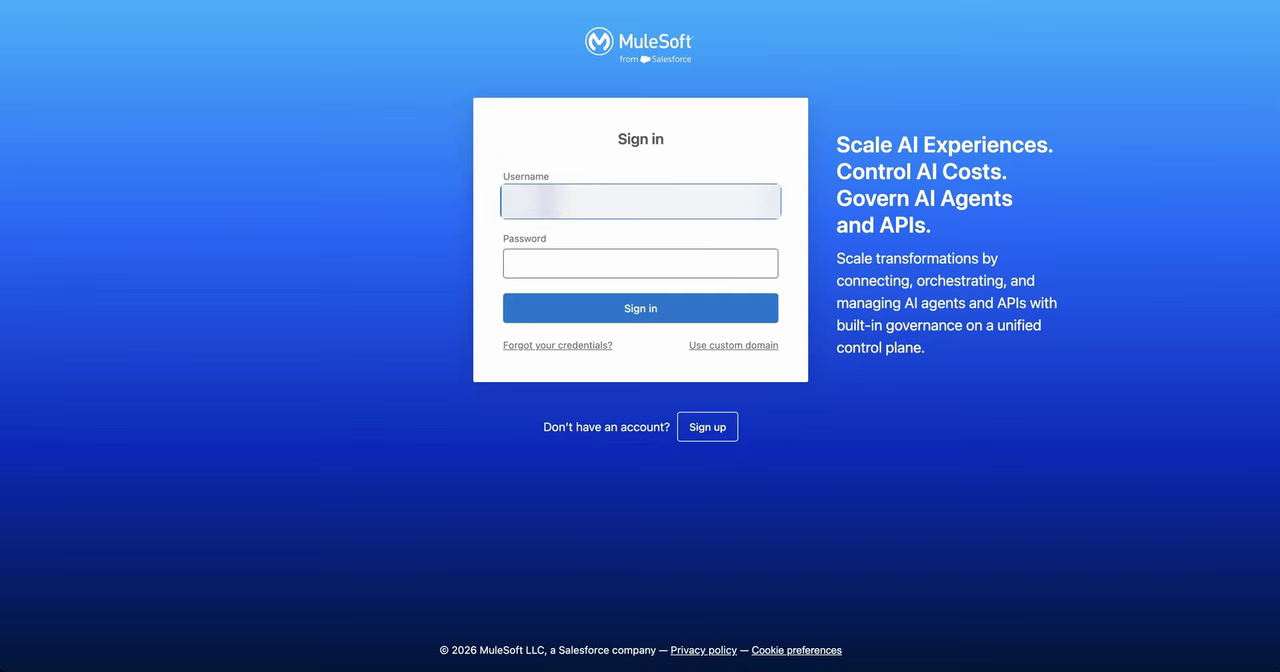 MuleSoft
from Salesforce
Sign in
Username
Password
Sign in
Forgot your credentials? Use custom domain
Don't have an account? Sign up
Scale AI Experiences.
Control AI Costs.
Govern AI Agents
and APIs.
Scale transformations by
connecting, orchestrating, and
managing AI agents and APIs with
built-in governance on a unified
control plane.
© 2026 MuleSoft LLC, a Salesforce company — Privacy policy — Cookie preferences